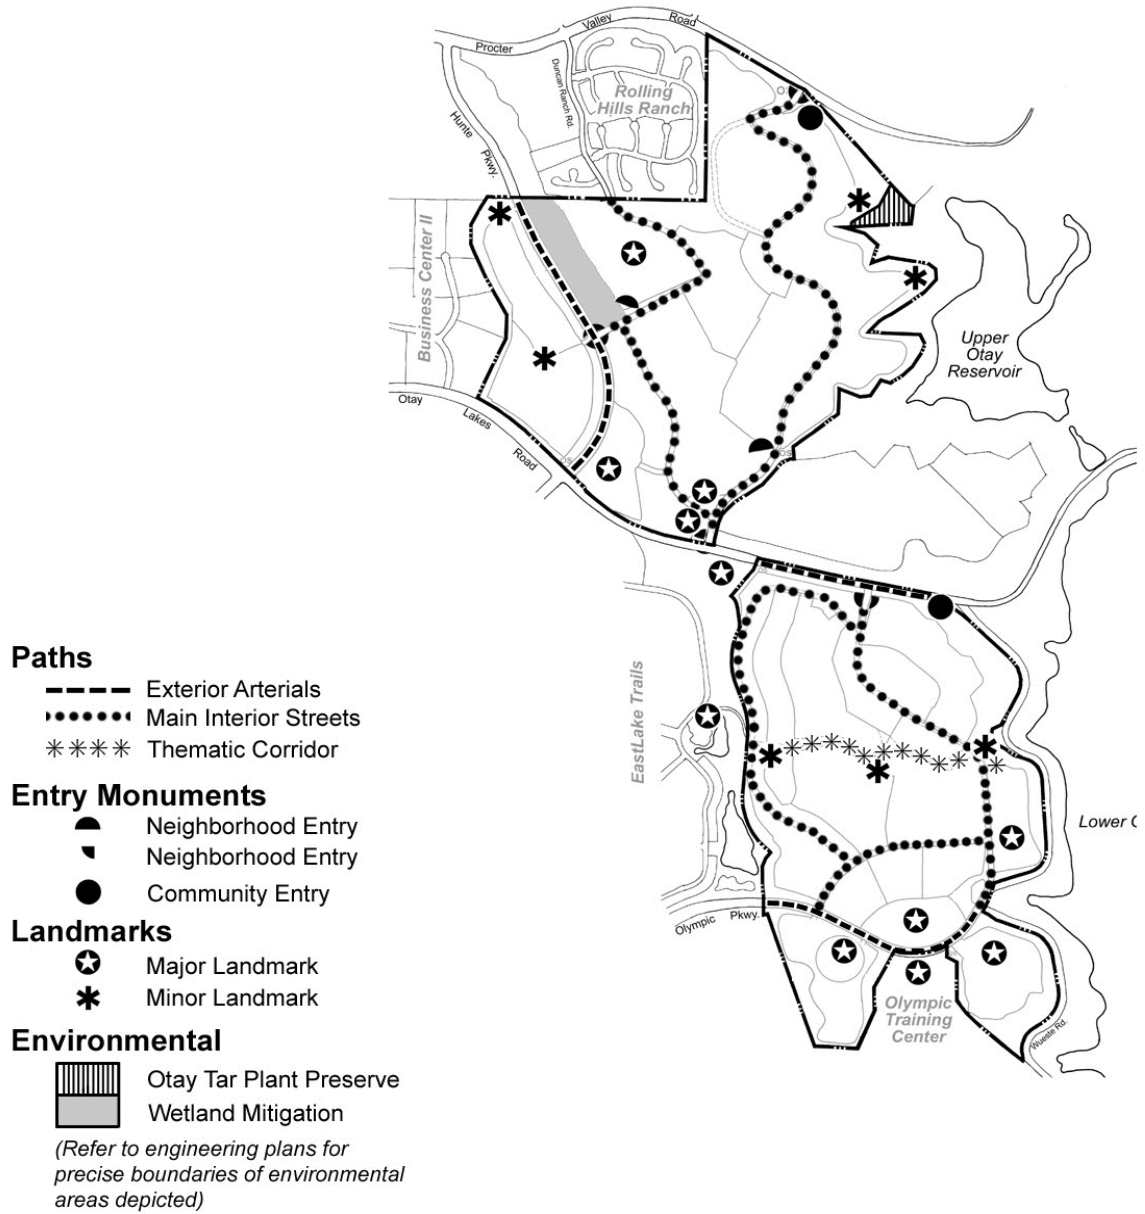 Procter
Valley
Road
Duncan Ranch Rd.
Rolling
Hills Ranch
Hunte
Pkwy.
Business Center II
Upper
Otay
Reservoir
Otay
Lakes
Road
OS
OS
EastLake Trails
Lower
Olympic
Pkwy.
Olympic
Training
Center
Wueste Rd.
Paths
Exterior Arterials
Main Interior Streets
Thematic Corridor
Entry Monuments
Neighborhood Entry
Neighborhood Entry
Community Entry
Landmarks
Major Landmark
Minor Landmark
Environmental
Otay Tar Plant Preserve
Wetland Mitigation
(Refer to engineering plans for
precise boundaries of environmental
areas depicted)